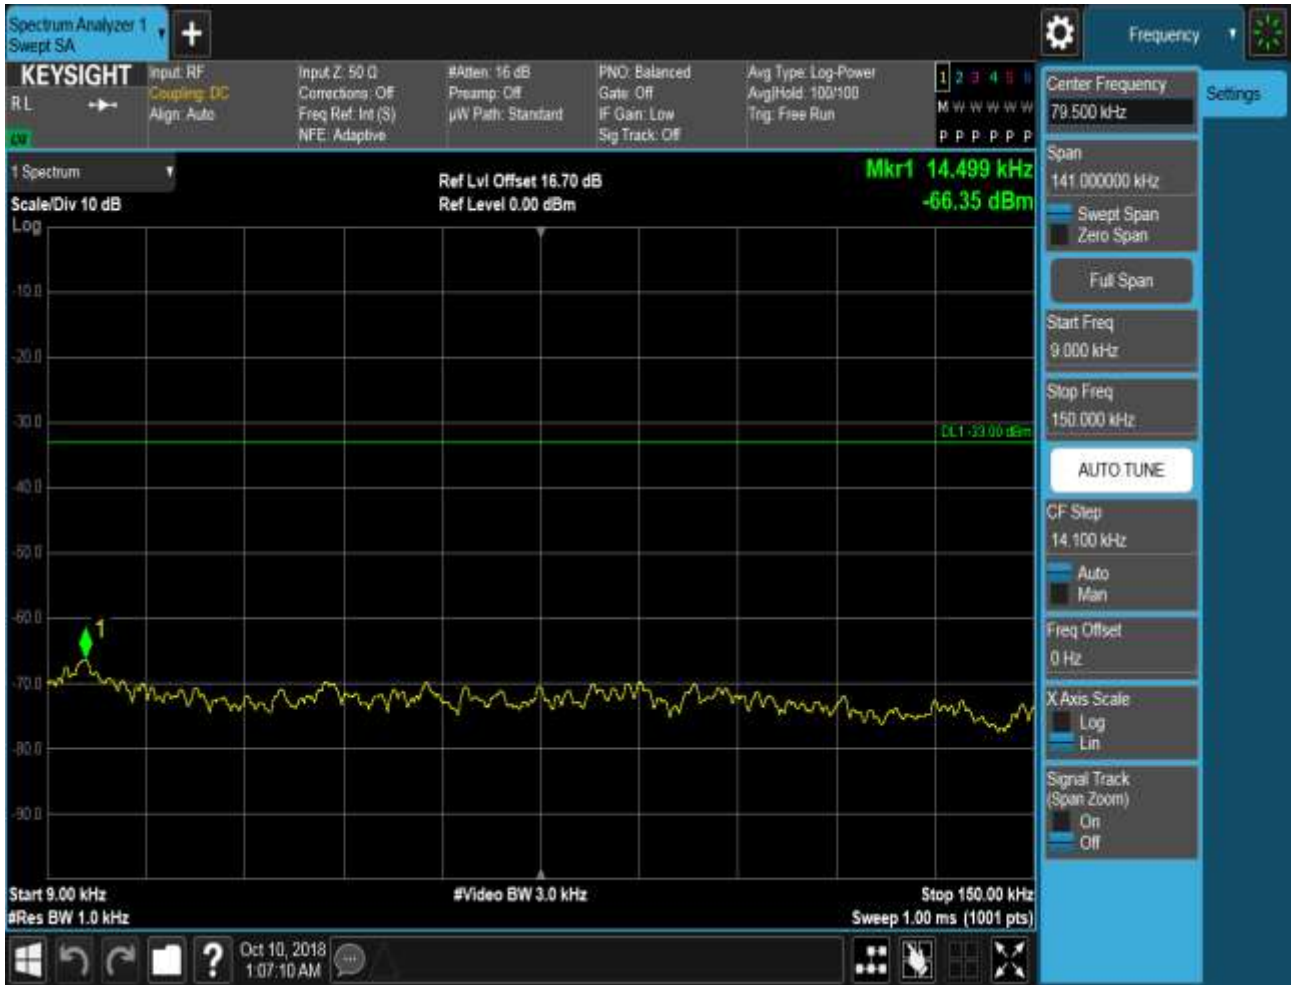 Spectrum Analyzer 1
Swept SA
+
Frequency
KEYSIGHT
RL
LXI
Input: RF
Coupling: DC
Align: Auto
Input Z: 50 Ω
Corrections: Off
Freq Ref: Int (S)
NFE: Adaptive
#Atten: 16 dB
Preamp: Off
µW Path: Standard
PNO: Balanced
Gate: Off
IF Gain: Low
Sig Track: Off
Avg Type: Log-Power
Avg|Hold: 100/100
Trig: Free Run
1 2 3 4 5 6
M W W W W W
P P P P P P
1 Spectrum
Scale/Div 10 dB
Log
Ref Lvl Offset 16.70 dB
Ref Level 0.00 dBm
Mkr1 14.499 kHz
-66.35 dBm
-10.0
-20.0
-30.0
DL1 -33.00 dBm
-40.0
-50.0
-60.0
1
-70.0
-80.0
-90.0
Start 9.00 kHz
#Video BW 3.0 kHz
Stop 150.00 kHz
#Res BW 1.0 kHz
Sweep 1.00 ms (1001 pts)
?
Oct 10, 2018
1:07:10 AM
Center Frequency
79.500 kHz
Settings
Span
141.000000 kHz
Swept Span
Zero Span
Full Span
Start Freq
9.000 kHz
Stop Freq
150.000 kHz
AUTO TUNE
CF Step
14.100 kHz
Auto
Man
Freq Offset
0 Hz
X Axis Scale
Log
Lin
Signal Track
(Span Zoom)
On
Off